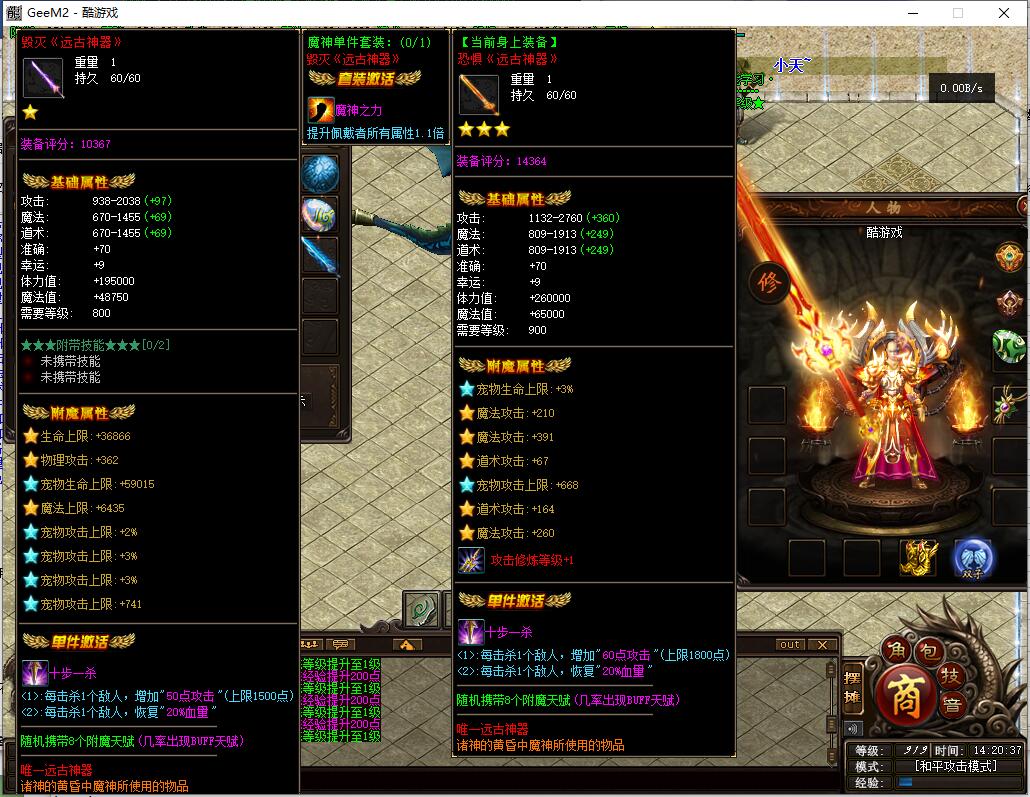 GeeM2 - 酷游戏
毁灭《远古神器》
重量 1
持久 60/60
装备评分: 10367
基础属性
攻击: 938-2038(+97)
魔法: 670-1455(+69)
道术: 670-1455(+69)
准确: +70
幸运: +9
体力值: +195000
魔法值: +48750
需要等级: 800
★★★附带技能★★★[0/2]
未携带技能
未携带技能
附魔属性
生命上限:+36866
物理攻击:+362
宠物生命上限:+59015
魔法上限:+6435
宠物攻击上限:+2%
宠物攻击上限:+3%
宠物攻击上限:+3%
宠物攻击上限:+741
单件激活
十步一杀
<1>:每击杀1个敌人，增加"50点攻击"(上限1500点)
<2>:每击杀1个敌人，恢复"20%血量"
随机携带8个附魔天赋(几率出现BUFF天赋)
唯一远古神器
诸神的黄昏中魔神所使用的物品
魔神单件套装: (0/1)
毁灭《远古神器》
套装激活
魔神之力
提升佩戴者所有属性1.1倍
【当前身上装备】
恐惧《远古神器》
重量 1
持久 60/60
装备评分: 14364
基础属性
攻击: 1132-2760(+360)
魔法: 809-1913(+249)
道术: 809-1913(+249)
准确: +70
幸运: +9
体力值: +260000
魔法值: +65000
需要等级: 900
附魔属性
宠物生命上限:+3%
魔法攻击:+210
魔法攻击:+391
道术攻击:+67
宠物攻击上限:+668
道术攻击:+164
魔法攻击:+260
攻击修炼等级+1
单件激活
十步一杀
<1>:每击杀1个敌人，增加"60点攻击"(上限1800点)
<2>:每击杀1个敌人，恢复"20%血量"
随机携带8个附魔天赋(几率出现BUFF天赋)
唯一远古神器
诸神的黄昏中魔神所使用的物品
等级提升至1级
经验提升200点
等级提升至1级
经验提升200点
等级提升至1级
经验提升200点
等级提升至1级
小天~
0.00B/s
人物
酷游戏
修
双子
out
角
包
技
商
音
摆摊
等级: 919 时间: 14:20:37
模式: [和平攻击模式]
经验: